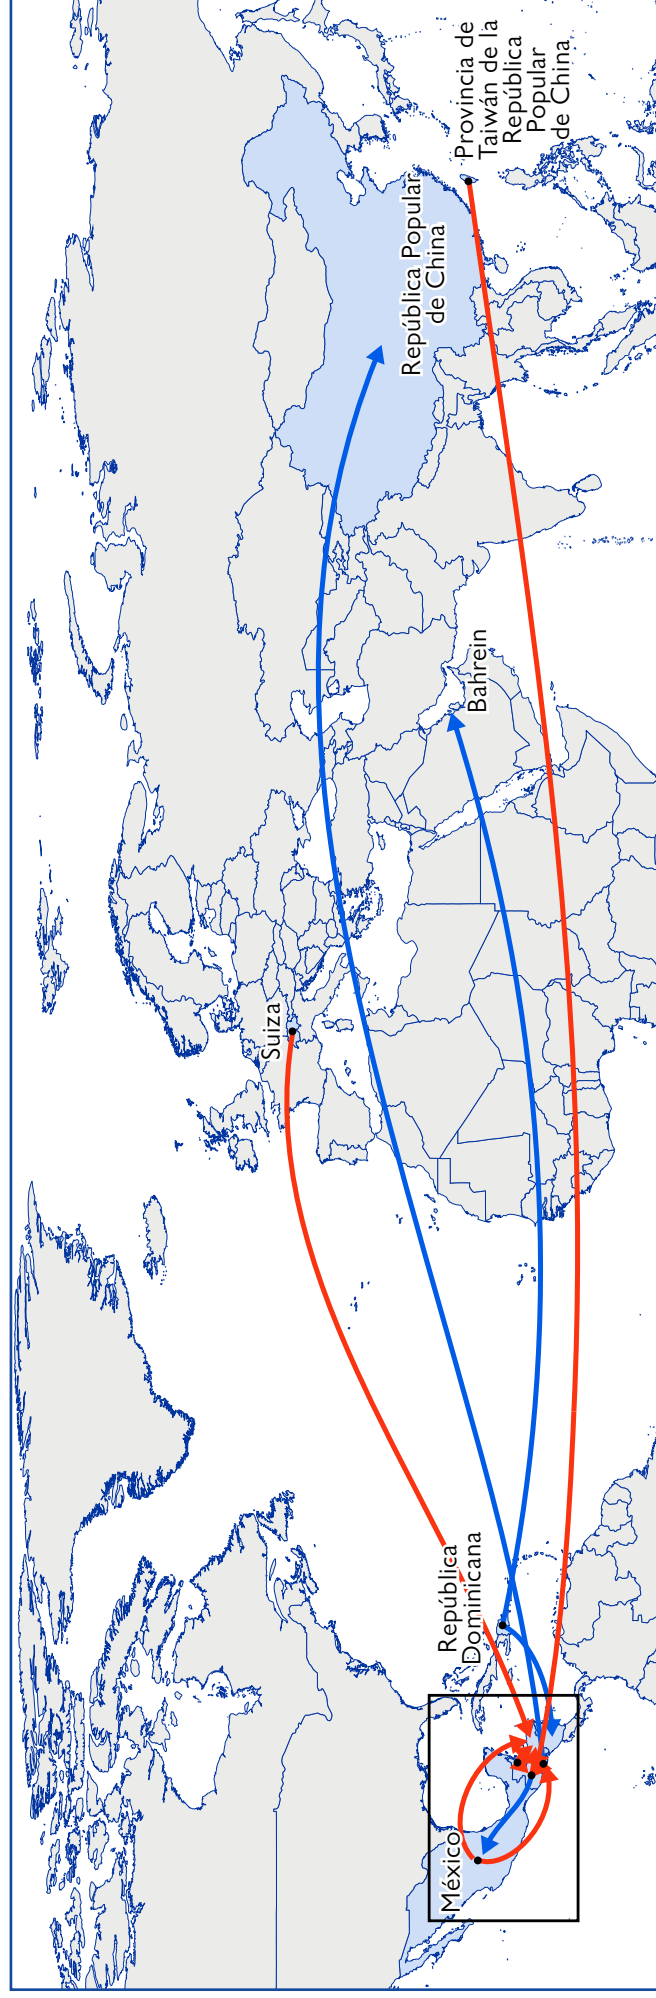 Suiza
República Popular
de China
Provincia de
Taiwán de la
República
Popular
de China
Bahrein
República
Dominicana
México